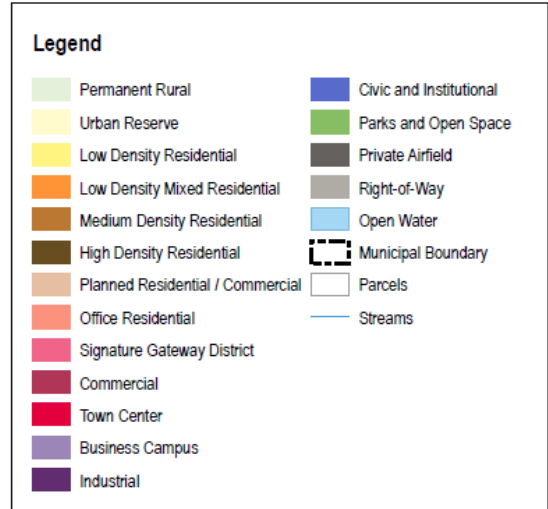 Legend
Permanent Rural
Urban Reserve
Low Density Residential
Low Density Mixed Residential
Medium Density Residential
High Density Residential
Planned Residential / Commercial
Office Residential
Signature Gateway District
Commercial
Town Center
Business Campus
Industrial
Civic and Institutional
Parks and Open Space
Private Airfield
Right-of-Way
Open Water
Municipal Boundary
Parcels
Streams